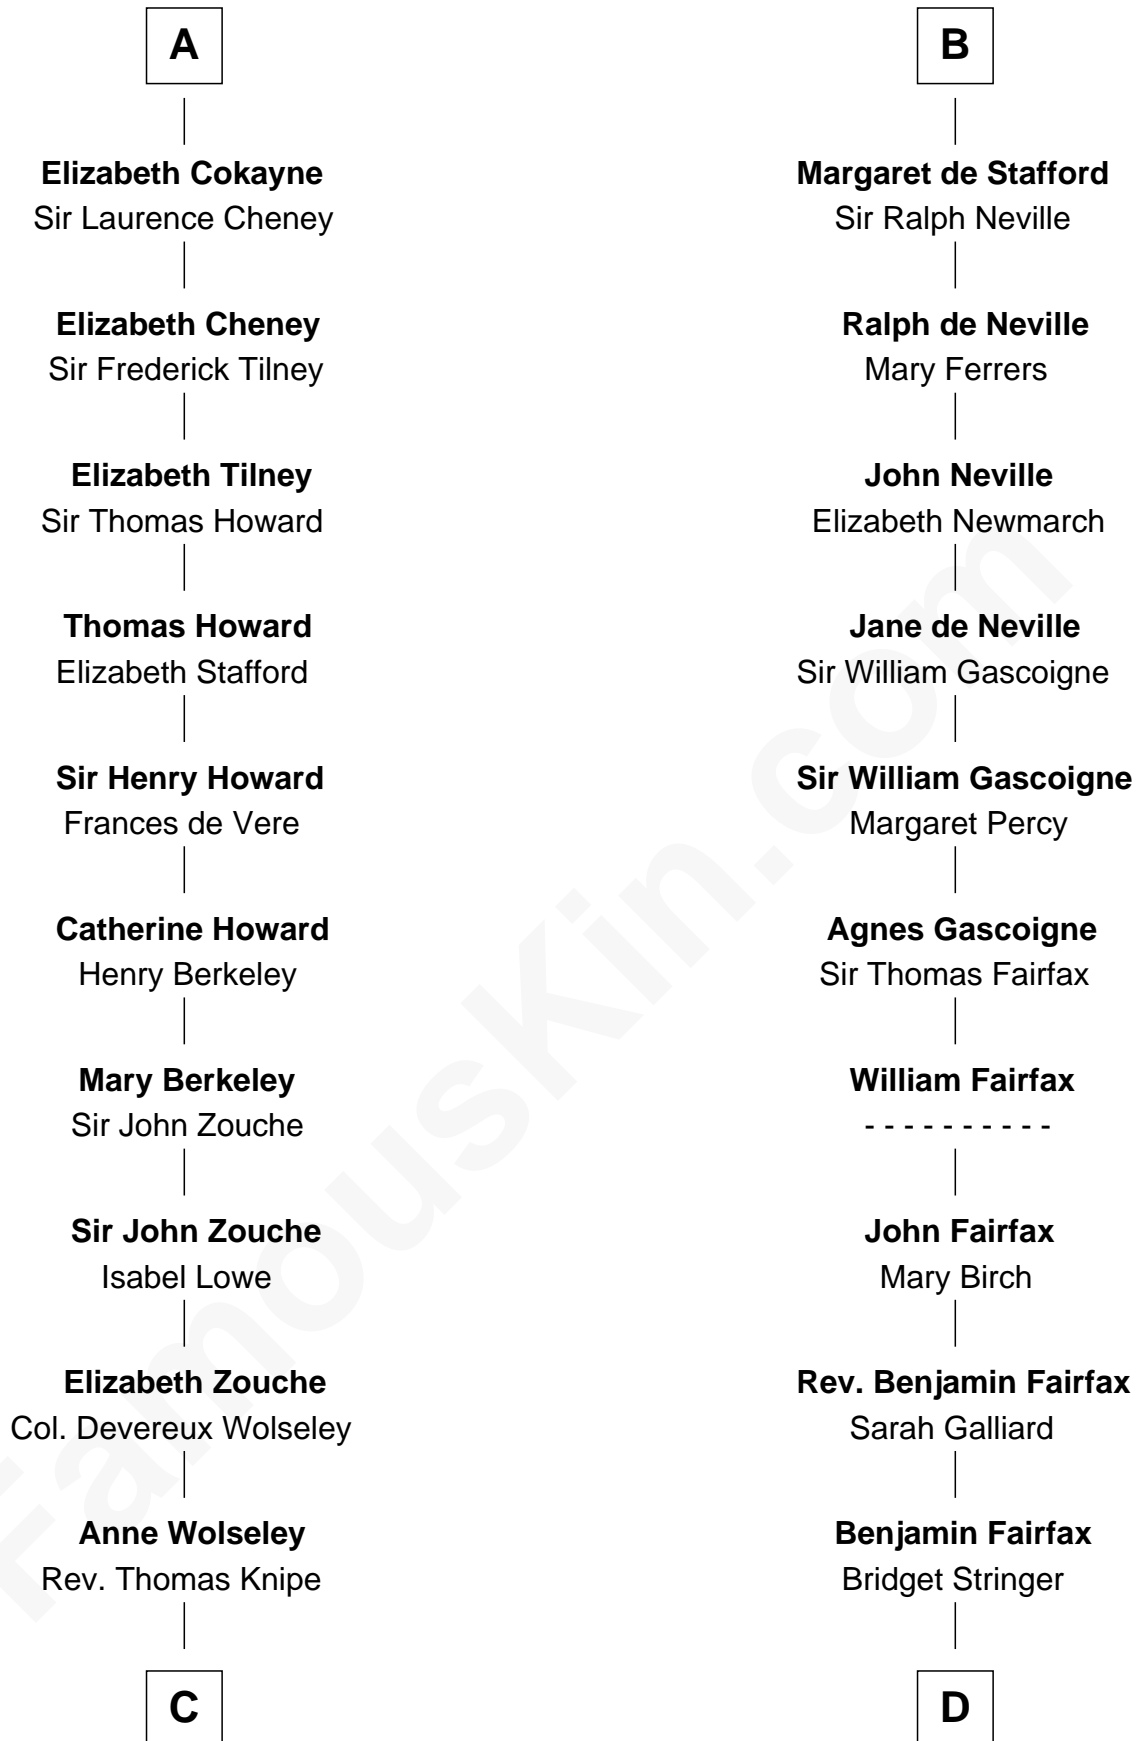 A
Elizabeth Cokayne
Sir Laurence Cheney
Elizabeth Cheney
Sir Frederick Tilney
Elizabeth Tilney
Sir Thomas Howard
Thomas Howard
Elizabeth Stafford
Sir Henry Howard
Frances de Vere
Catherine Howard
Henry Berkeley
Mary Berkeley
Sir John Zouche
Sir John Zouche
Isabel Lowe
Elizabeth Zouche
Col. Devereux Wolseley
Anne Wolseley
Rev. Thomas Knipe
C
B
Margaret de Stafford
Sir Ralph Neville
Ralph de Neville
Mary Ferrers
John Neville
Elizabeth Newmarch
Jane de Neville
Sir William Gascoigne
Sir William Gascoigne
Margaret Percy
Agnes Gascoigne
Sir Thomas Fairfax
William Fairfax
- - - - - - - - - -
John Fairfax
Mary Birch
Rev. Benjamin Fairfax
Sarah Galliard
Benjamin Fairfax
Bridget Stringer
D
FamousKin.com